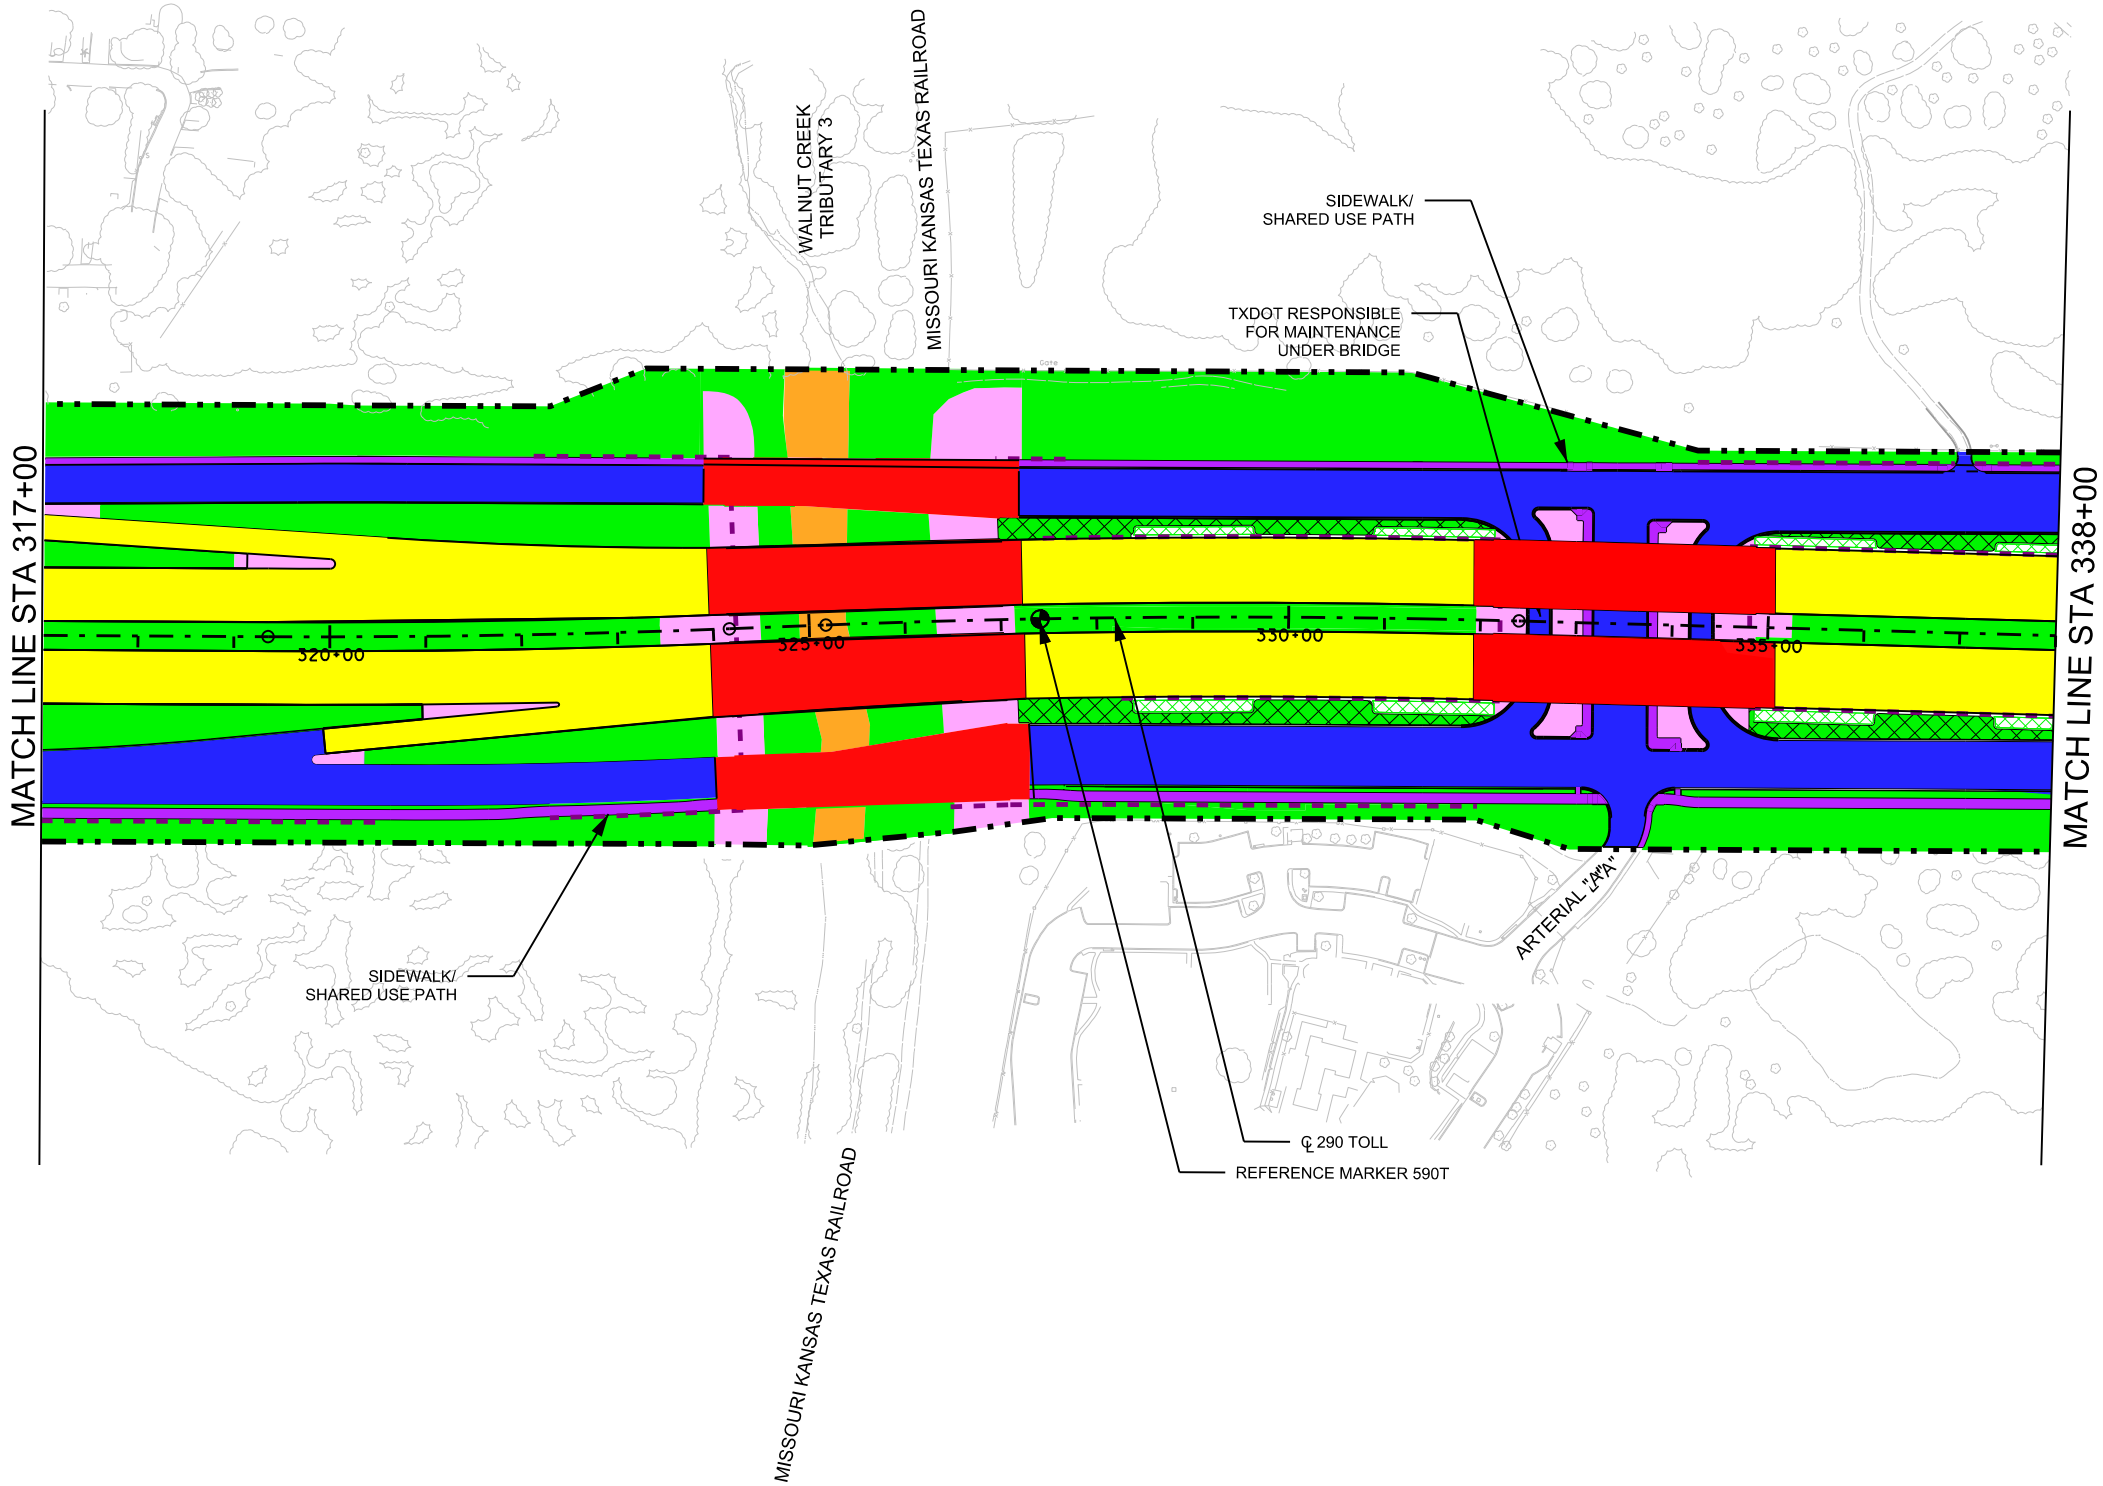 WALNUT CREEK
TRIBUTARY 3
MISSOURI KANSAS TEXAS RAILROAD
SIDEWALK/
SHARED USE PATH
TXDOT RESPONSIBLE
FOR MAINTENANCE
UNDER BRIDGE
Gate
MATCH LINE STA 317+00
MATCH LINE STA 338+00
320+00
325+00
330+00
335+00
ARTERIAL "A"
SIDEWALK/
SHARED USE PATH
℄ 290 TOLL
REFERENCE MARKER 590T
MISSOURI KANSAS TEXAS RAILROAD